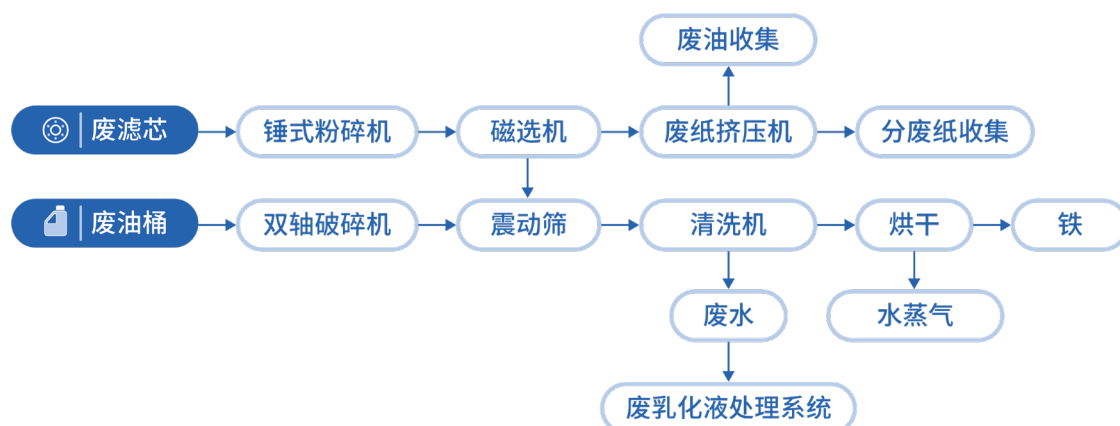 废油收集
废滤芯
锤式粉碎机
磁选机
废纸挤压机
分废纸收集
废油桶
双轴破碎机
震动筛
清洗机
烘干
铁
废水
水蒸气
废乳化液处理系统